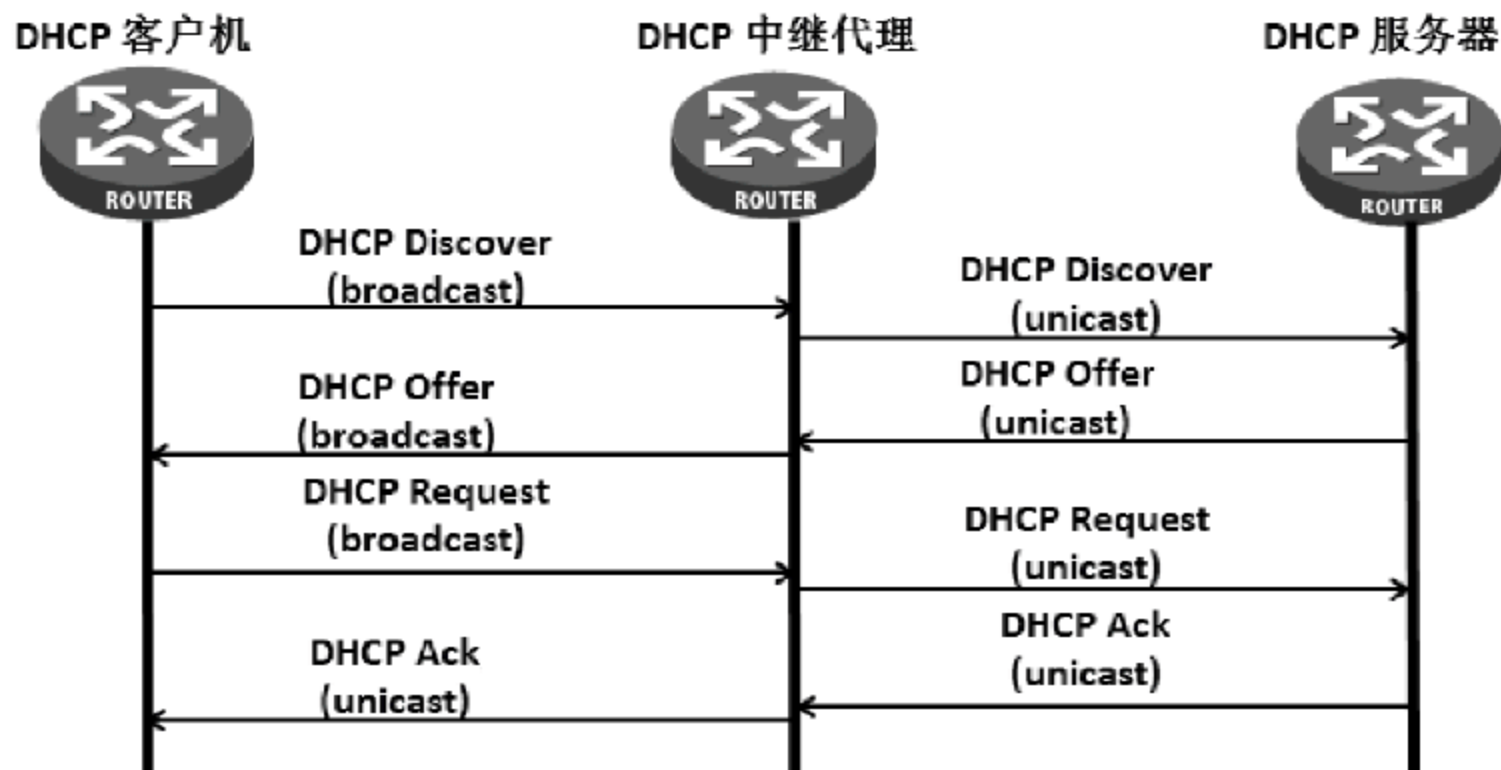 DHCP 客户机
DHCP 中继代理
DHCP 服务器
ROUTER
ROUTER
ROUTER
DHCP Discover
(broadcast)
DHCP Discover
(unicast)
DHCP Offer
(unicast)
DHCP Offer
(broadcast)
DHCP Request
(broadcast)
DHCP Request
(unicast)
DHCP Ack
(unicast)
DHCP Ack
(unicast)